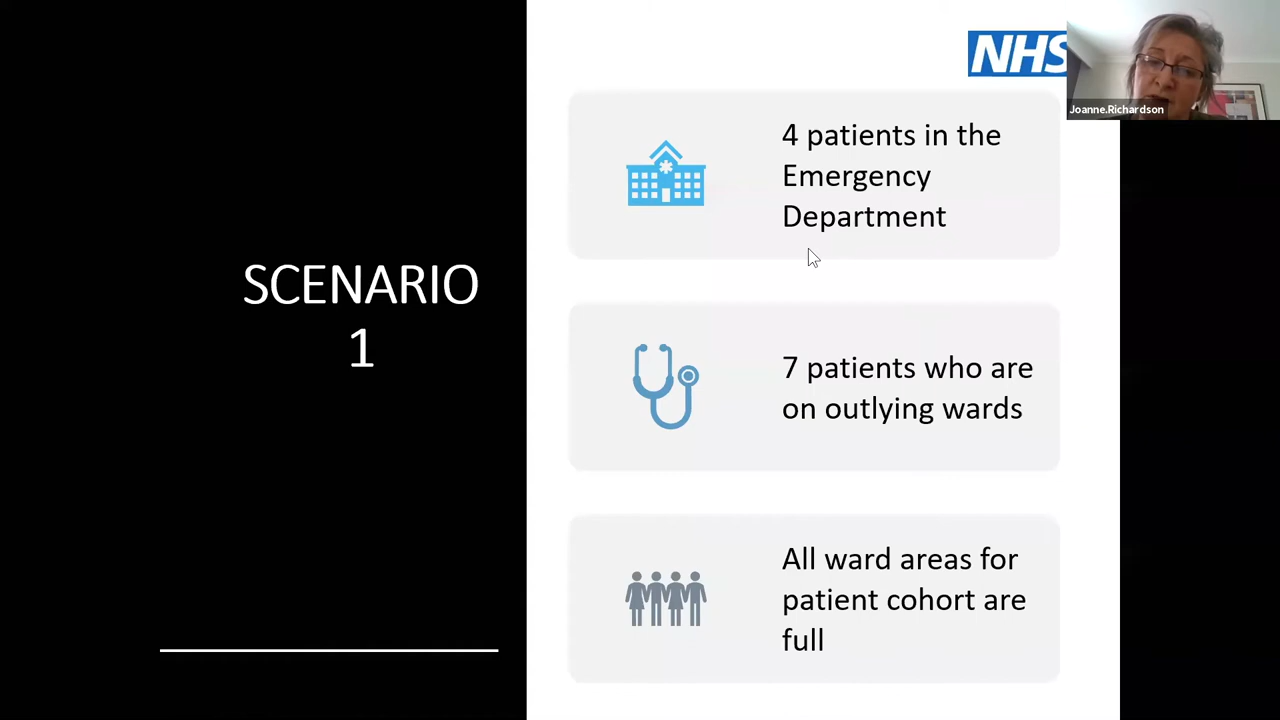 SCENARIO
1
NHS
Joanne.Richardson
4 patients in the
Emergency
Department
7 patients who are
on outlying wards
All ward areas for
patient cohort are
full